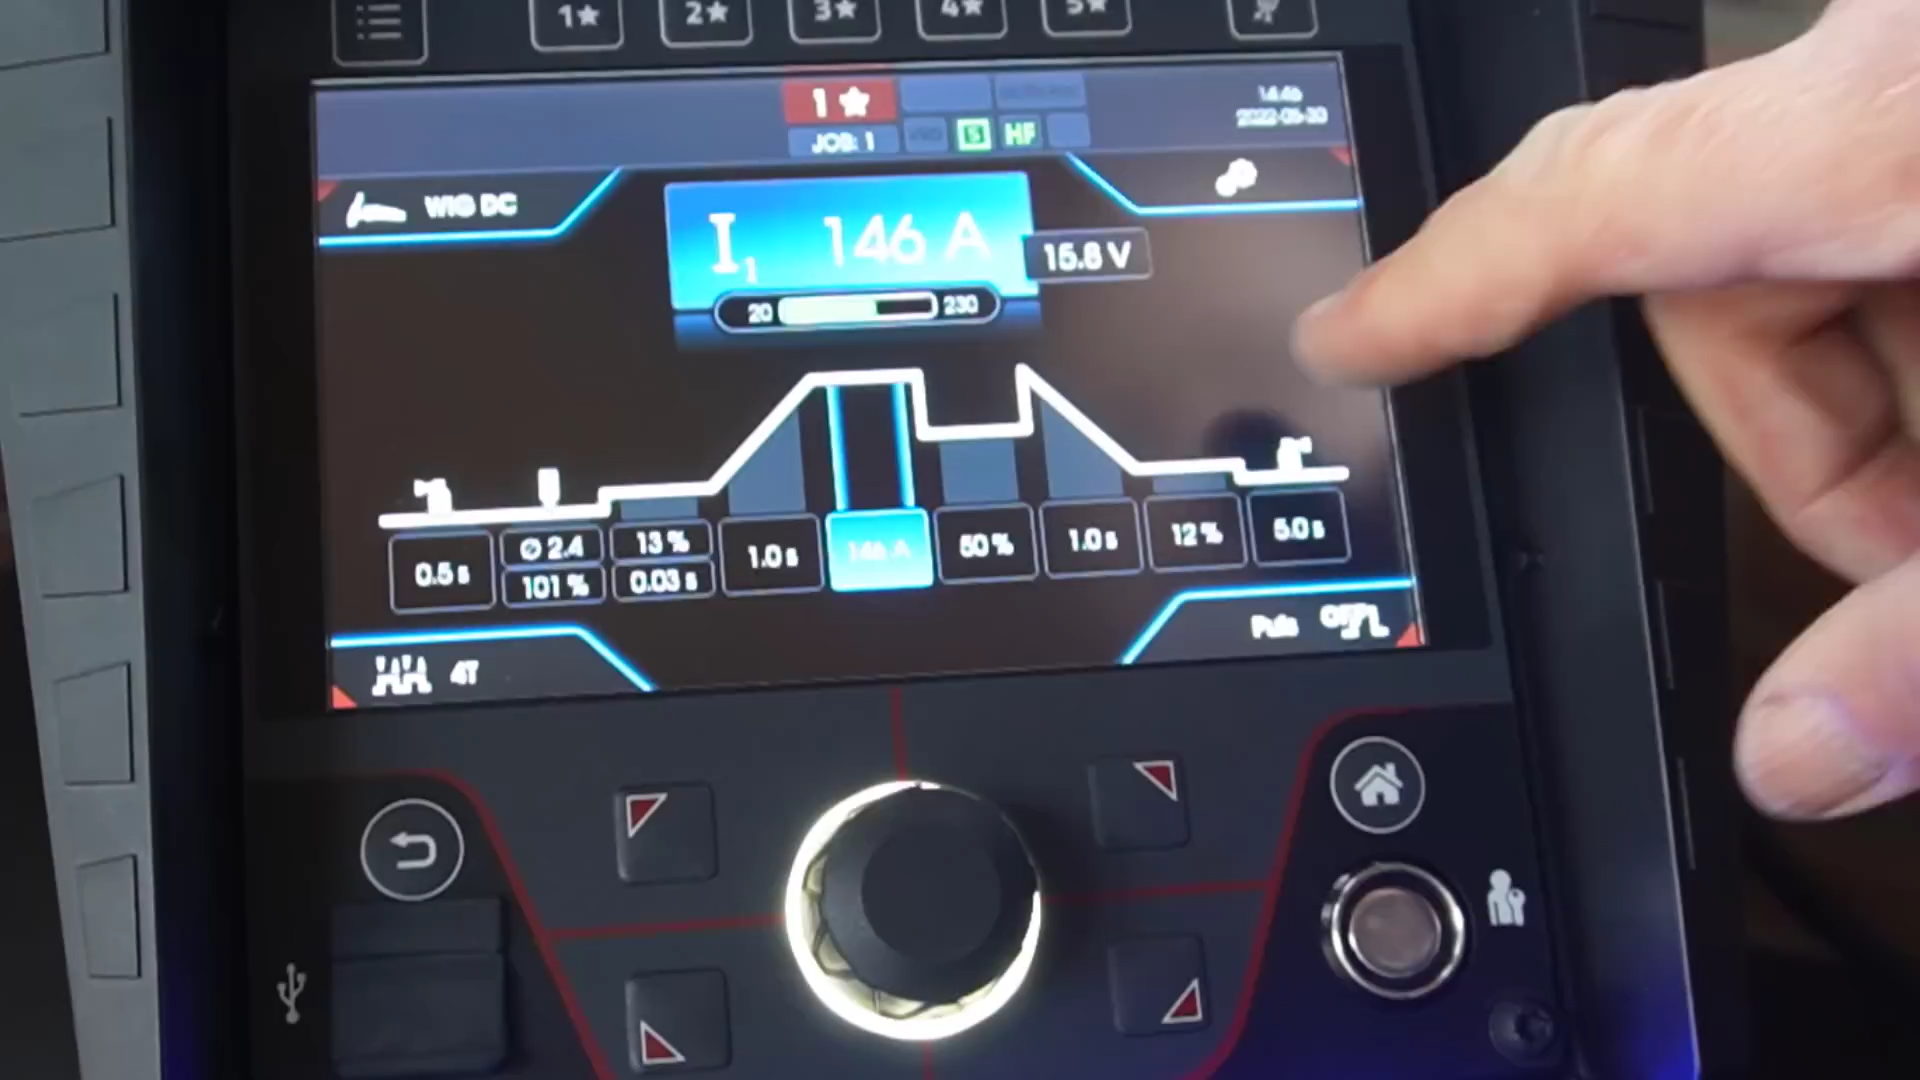 1★ 2★ 3★ 4★ 5★
1★
14:46
2022-05-30
JOB: 1 S HF
WIG DC
I1 146 A
15.8 V
20 230
0.5 s
Ø 2.4
101 %
13 %
0.03 s
1.0 s
146 A
50 %
1.0 s
12 %
5.0 s
4T
Puls OFF